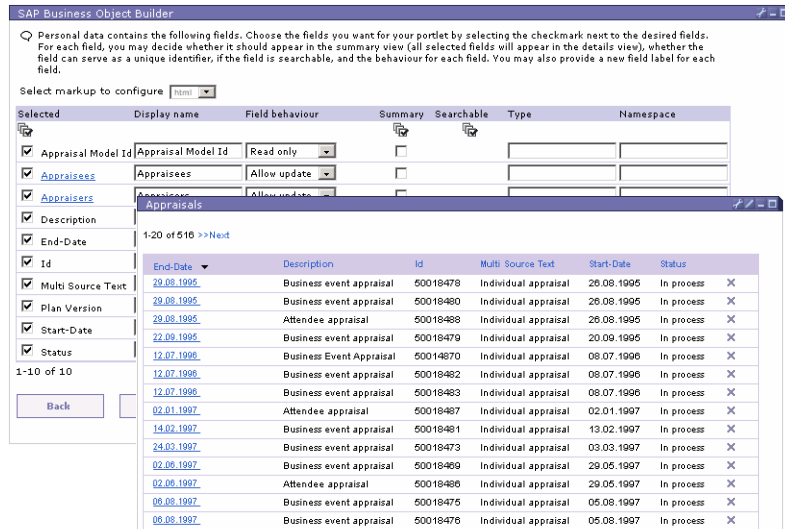 SAP Business Object Builder
Personal data contains the following fields. Choose the fields you want for your portlet by selecting the checkmark next to the desired fields.
For each field, you may decide whether it should appear in the summary view (all selected fields will appear in the details view), whether the
field can serve as a unique identifier, if the field is searchable, and the behaviour for each field. You may also provide a new field label for each
field.
Select markup to configure html
Selected Display name Field behaviour Summary Searchable Type Namespace
Appraisal Model Id Appraisal Model Id Read only
Appraisees Appraisees Allow update
Appraisers Appraisers Allow update
Description
End-Date
Id
Multi Source Text
Plan Version
Start-Date
Status
1-10 of 10
Back
Appraisals
1-20 of 516 >>Next
End-Date Description Id Multi Source Text Start-Date Status
29.08.1995 Business event appraisal 50018478 Individual appraisal 26.08.1995 In process
29.08.1995 Business event appraisal 50018480 Individual appraisal 26.08.1995 In process
29.08.1995 Attendee appraisal 50018488 Individual appraisal 26.08.1995 In process
22.09.1995 Business event appraisal 50018479 Individual appraisal 20.09.1995 In process
12.07.1996 Business Event Appraisal 50014870 Individual appraisal 08.07.1996 In process
12.07.1996 Business event appraisal 50018482 Individual appraisal 08.07.1996 In process
12.07.1996 Business event appraisal 50018483 Individual appraisal 08.07.1996 In process
02.01.1997 Attendee appraisal 50018487 Individual appraisal 02.01.1997 In process
14.02.1997 Business event appraisal 50018481 Individual appraisal 13.02.1997 In process
24.03.1997 Business event appraisal 50018473 Individual appraisal 03.03.1997 In process
02.06.1997 Business event appraisal 50018469 Individual appraisal 29.05.1997 In process
02.06.1997 Attendee appraisal 50018486 Individual appraisal 29.05.1997 In process
06.08.1997 Business event appraisal 50018475 Individual appraisal 05.08.1997 In process
06.08.1997 Business event appraisal 50018476 Individual appraisal 05.08.1997 In process